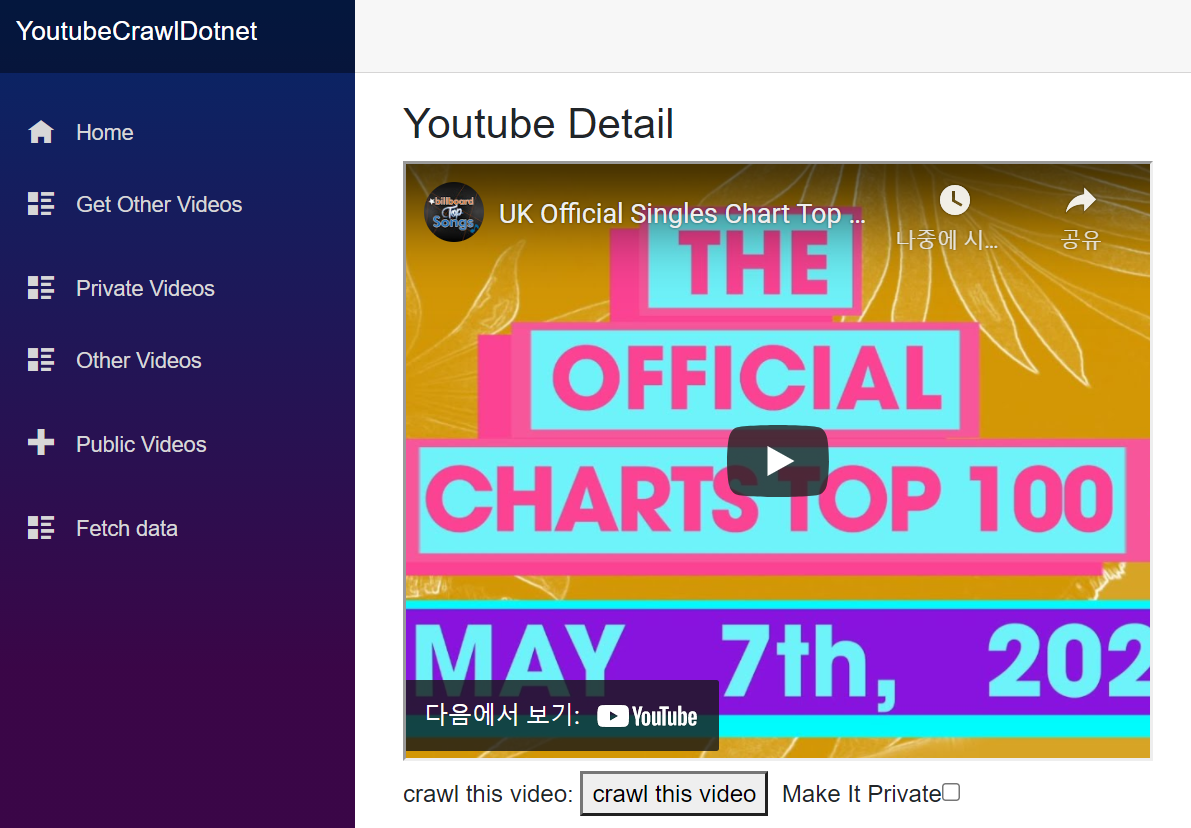 YoutubeCrawlDotnet
Home
Get Other Videos
Private Videos
Other Videos
Public Videos
Fetch data
Youtube Detail
billboard
Top
Songs
UK Official Singles Chart Top ...
나중에 시...
공유
THE
OFFICIAL
CHARTS TOP 100
MAY 7th, 202
다음에서 보기: YouTube
crawl this video: crawl this video Make It Private